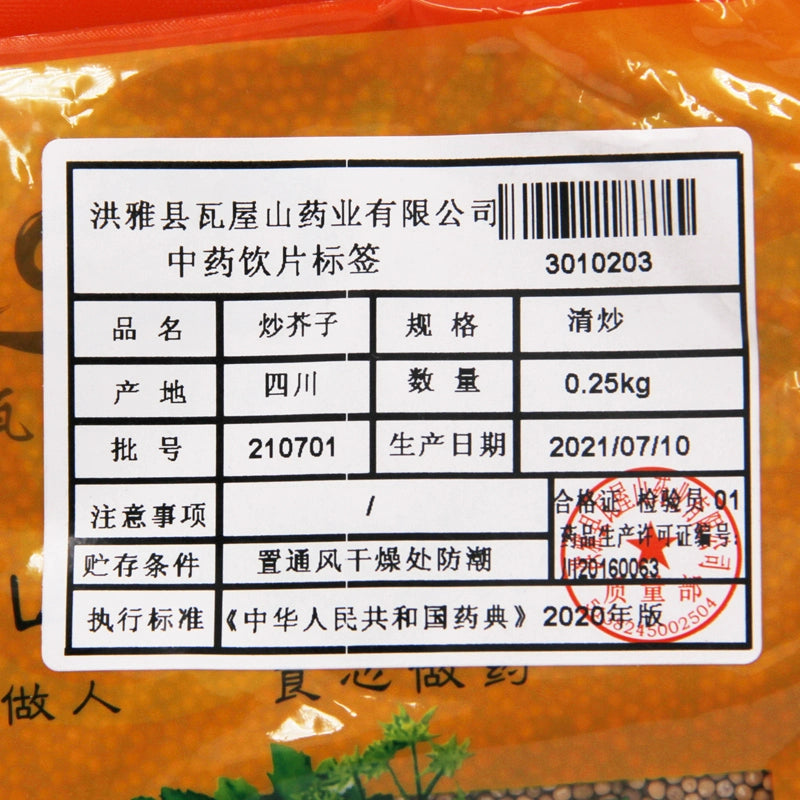 洪雅县瓦屋山药业有限公司
中药饮片标签
3010203
品名 炒芥子 规格 清炒
产地 四川 数量 0.25kg
批号 210701 生产日期 2021/07/10
注意事项 /
合格证 检验员 01
药品生产许可证编号:
川20160063
贮存条件 置通风干燥处防潮
执行标准 《中华人民共和国药典》 2020年版
质量部
做人
做药